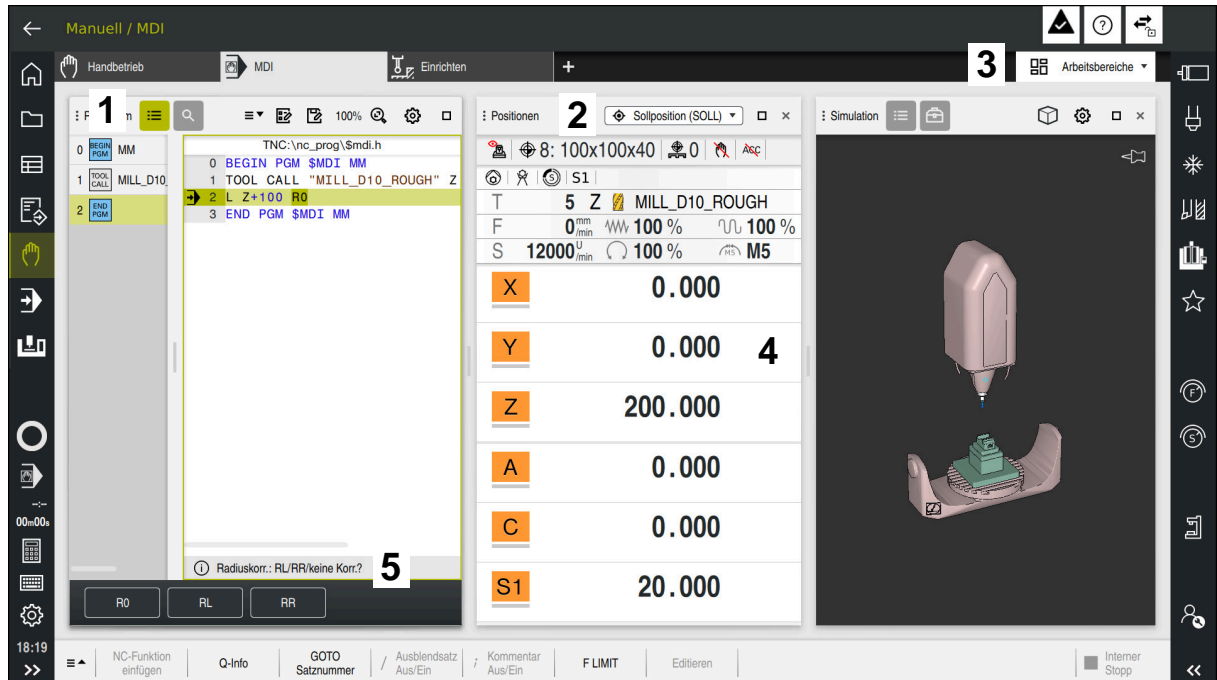 Manuell / MDI
Handbetrieb
MDI
Einrichten
+
3
Arbeitsbereiche
1
100%
2
Positionen
Sollposition (SOLL)
Simulation
0 BEGIN PGM MM
1 TOOL CALL MILL_D10_
2 END PGM
TNC:\nc_prog\$mdi.h
0 BEGIN PGM $MDI MM
1 TOOL CALL "MILL_D10_ROUGH" Z
2 L Z+100 R0
3 END PGM $MDI MM
8: 100x100x40 0 ACC
S S1
T 5 Z MILL_D10_ROUGH
F 0 mm/min 100 % 100 %
S 12000 U/min 100 % M5 M5
X 0.000
Y 0.000
4
Z 200.000
A 0.000
C 0.000
S1 20.000
Radiuskorr.: RL/RR/keine Korr.?
5
R0 RL RR
F
S
--:--
00m00s
18:19
NC-Funktion
einfügen
Q-Info
GOTO
Satznummer
/ Ausblendsatz
Aus/Ein
; Kommentar
Aus/Ein
F LIMIT
Editieren
Interner
Stopp